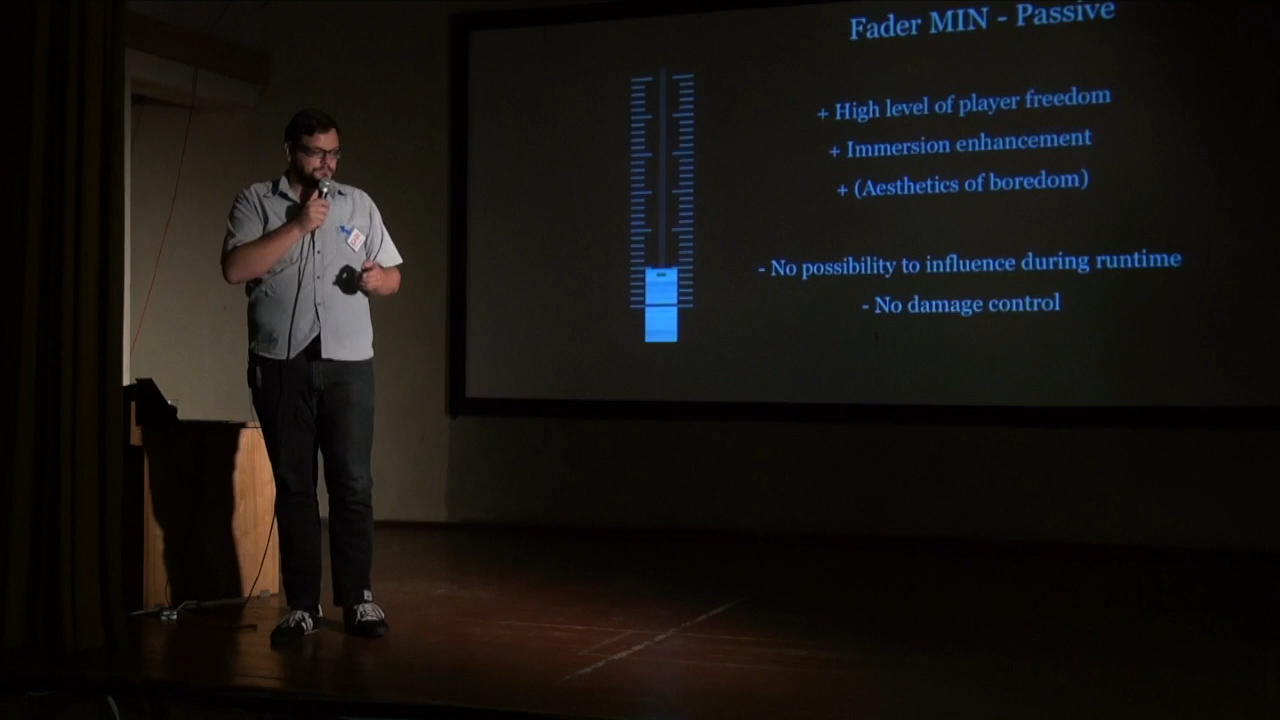 Fader MIN - Passive
+ High level of player freedom
+ Immersion enhancement
+ (Aesthetics of boredom)
- No possibility to influence during runtime
- No damage control